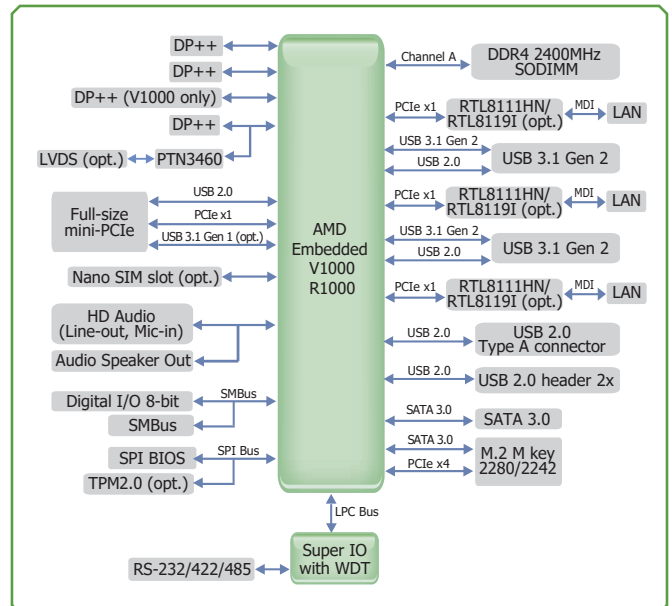 DP++
DP++
DP++ (V1000 only)
DP++
LVDS (opt.)
PTN3460
Full-size
mini-PCIe
USB 2.0
PCIe x1
USB 3.1 Gen 1 (opt.)
Nano SIM slot (opt.)
HD Audio
(Line-out, Mic-in)
Audio Speaker Out
Digital I/O 8-bit
SMBus
SMBus
SPI BIOS
SPI Bus
TPM2.0 (opt.)
AMD
Embedded
V1000
R1000
Channel A
DDR4 2400MHz
SODIMM
PCIe x1
RTL8111HN/
RTL8119I (opt.)
MDI
LAN
USB 3.1 Gen 2
USB 2.0
USB 3.1 Gen 2
PCIe x1
RTL8111HN/
RTL8119I (opt.)
MDI
LAN
USB 3.1 Gen 2
USB 2.0
USB 3.1 Gen 2
PCIe x1
RTL8111HN/
RTL8119I (opt.)
MDI
LAN
USB 2.0
USB 2.0
Type A connector
USB 2.0
USB 2.0 header 2x
SATA 3.0
SATA 3.0
SATA 3.0
PCIe x4
M.2 M key
2280/2242
LPC Bus
Super IO
with WDT
RS-232/422/485